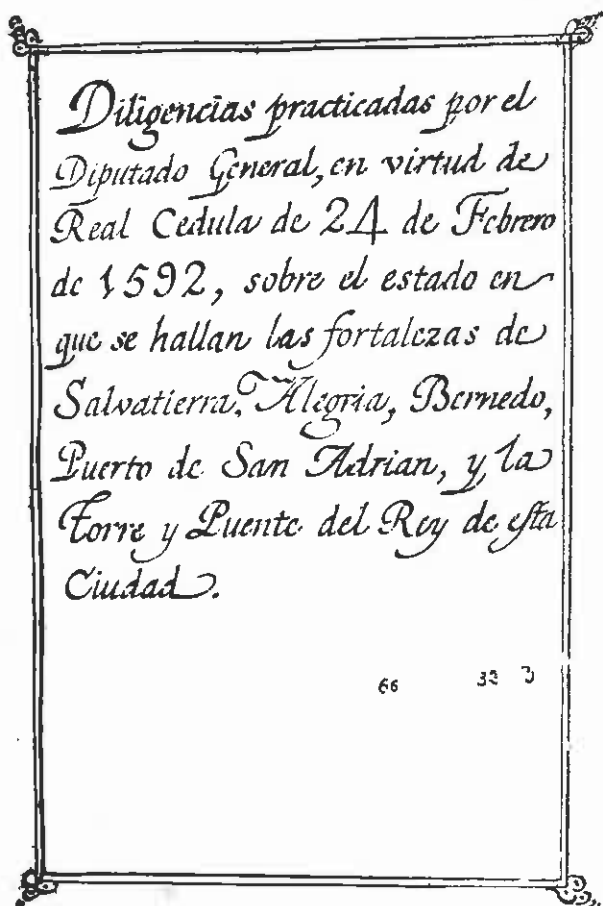 Diligencias practicadas por el
Diputado General, en virtud de
Real Cedula de 24 de Febrero
de 1592, sobre el estado en
que se hallan las fortalezas de
Salvatierra, Alegria, Bernedo,
Puerto de San Adrian, y la
Torre y Puente del Rey de esta
Ciudad.
66